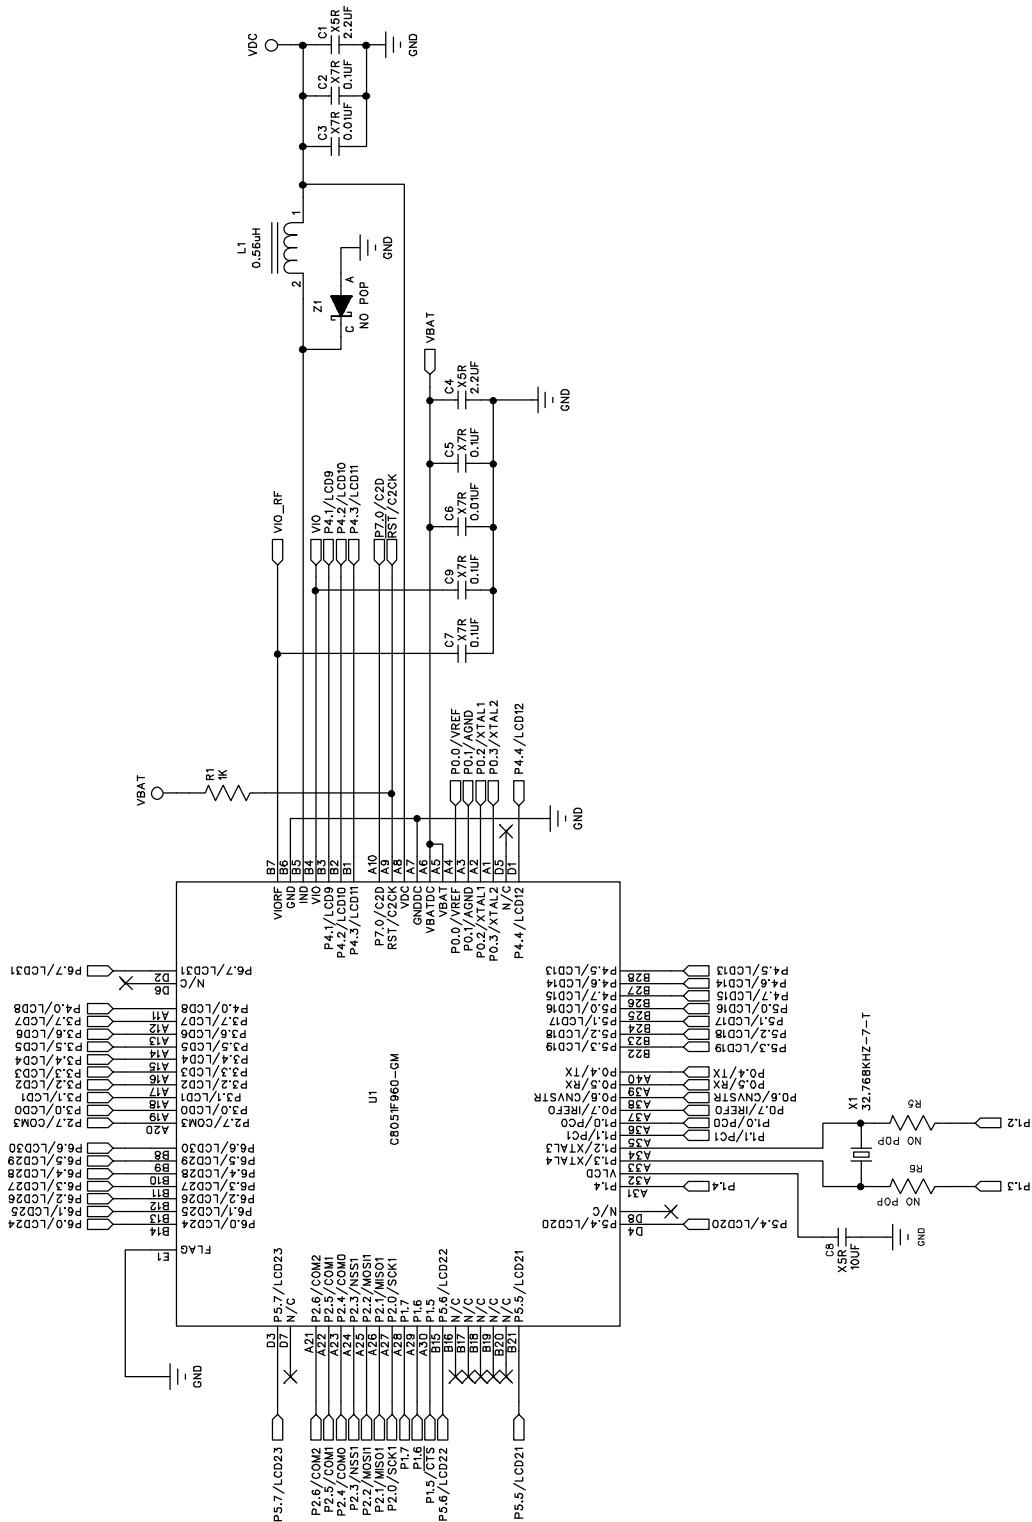 VDC
C1
X5R
2.2UF
GND
C2
X7R
0.1UF
C3
X7R
0.01UF
L1
0.56uH
1
2
Z1
A
C
NO POP
GND
VBAT
C4
X5R
2.2UF
GND
C5
X7R
0.1UF
C6
X7R
0.01UF
C9
X7R
0.1UF
C7
X7R
0.1UF
VIO_RF
VIO
P4.1/LCD9
P4.2/LCD10
P4.3/LCD11
P7.0/C2D
RST/C2CK
VBAT
R1
1K
P0.0/VREF
P0.1/AGND
P0.2/XTAL1
P0.3/XTAL2
P4.4/LCD12
GND
B7
B6
B5
B4
B3
B2
B1
A10
A9
A8
A7
A6
A5
A4
A3
A2
A1
D5
D1
VIORF
GND
IND
VIO
P4.1/LCD9
P4.2/LCD10
P4.3/LCD11
P7.0/C2D
RST/C2CK
VDC
GNDDC
VBATDC
VBAT
P0.0/VREF
P0.1/AGND
P0.2/XTAL1
P0.3/XTAL2
N/C
P4.4/LCD12
P6.7/LCD31
P4.0/LCD8
P3.7/LCD7
P3.6/LCD6
P3.5/LCD5
P3.4/LCD4
P3.3/LCD3
P3.2/LCD2
P3.1/LCD1
P3.0/LCD0
P2.7/COM3
P6.6/LCD30
P6.5/LCD29
P6.4/LCD28
P6.3/LCD27
P6.2/LCD26
P6.1/LCD25
P6.0/LCD24
D2
D6
A11
A12
A13
A14
A15
A16
A17
A18
A19
A20
B8
B9
B10
B11
B12
B13
B14
E1
P6.7/LCD31
N/C
P4.0/LCD8
P3.7/LCD7
P3.6/LCD6
P3.5/LCD5
P3.4/LCD4
P3.3/LCD3
P3.2/LCD2
P3.1/LCD1
P3.0/LCD0
P2.7/COM3
P6.6/LCD30
P6.5/LCD29
P6.4/LCD28
P6.3/LCD27
P6.2/LCD26
P6.1/LCD25
P6.0/LCD24
FLAG
GND
U1
C8051F960-GM
P4.5/LCD13
P4.6/LCD14
P4.7/LCD15
P5.0/LCD16
P5.1/LCD17
P5.2/LCD18
P5.3/LCD19
P0.4/TX
P0.5/RX
P0.6/CNVSTR
P0.7/IREF0
P1.0/PC0
P1.1/PC1
P1.2/XTAL3
P1.3/XTAL4
VLCD
P1.4
N/C
P5.4/LCD20
B28
B27
B26
B25
B24
B23
B22
A40
A39
A38
A37
A36
A35
A34
A33
A32
A31
D8
D4
P4.5/LCD13
P4.6/LCD14
P4.7/LCD15
P5.0/LCD16
P5.1/LCD17
P5.2/LCD18
P5.3/LCD19
P0.4/TX
P0.5/RX
P0.6/CNVSTR
P0.7/IREF0
P1.0/PC0
P1.1/PC1
P1.4
P5.4/LCD20
X1
32.768KHZ-7-T
R5
NO POP
P1.2
R6
NO POP
P1.3
C8
X5R
10UF
GND
P5.7/LCD23
N/C
P2.6/COM2
P2.5/COM1
P2.4/COM0
P2.3/NSS1
P2.2/MOSI1
P2.1/MISO1
P2.0/SCK1
P1.7
P1.6
P1.5
P5.6/LCD22
N/C
N/C
N/C
N/C
N/C
P5.5/LCD21
D3
D7
A21
A22
A23
A24
A25
A26
A27
A28
A29
A30
B15
B16
B17
B18
B19
B20
B21
P5.7/LCD23
P2.6/COM2
P2.5/COM1
P2.4/COM0
P2.3/NSS1
P2.2/MOSI1
P2.1/MISO1
P2.0/SCK1
P1.7
P1.6
P1.5/CTS
P5.6/LCD22
P5.5/LCD21